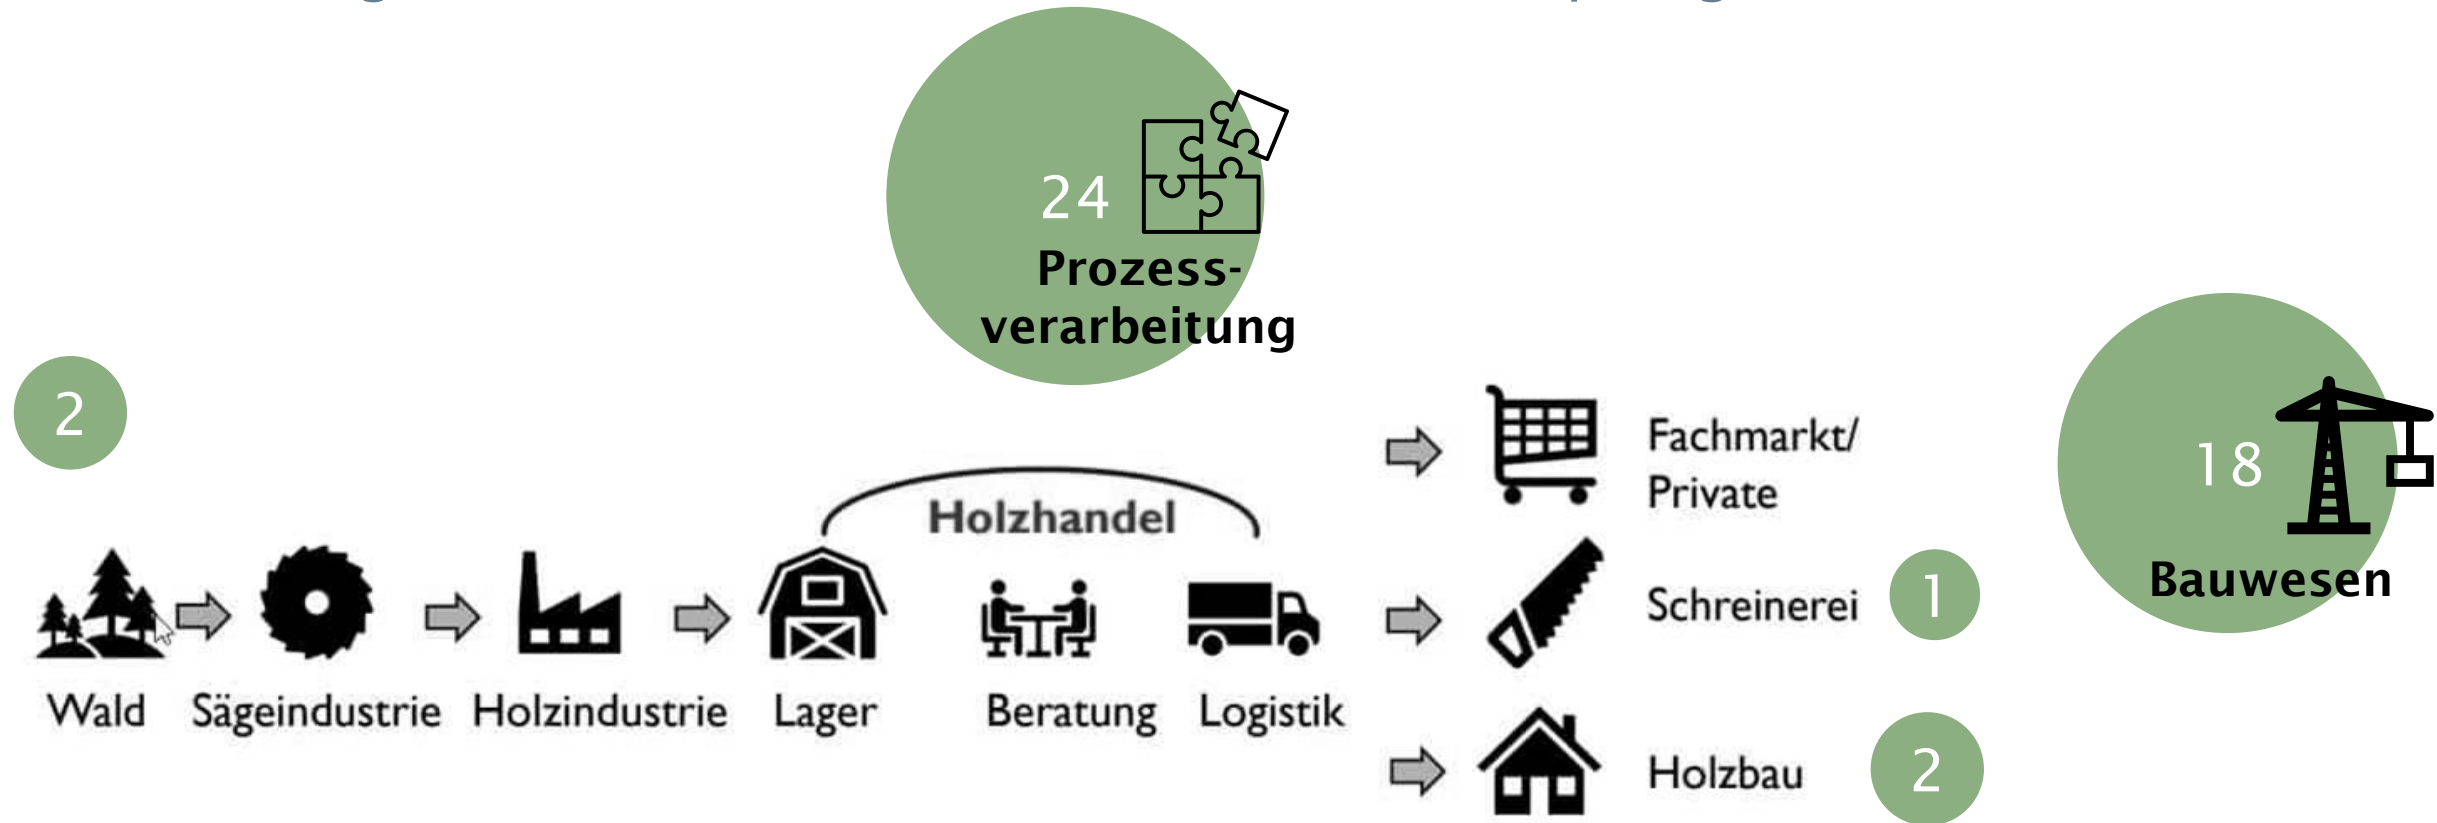 24
Prozess-
verarbeitung
2
18
Bauwesen
Holzhandel
Fachmarkt/
Private
Schreinerei
1
Holzbau
2
Wald
Sägeindustrie
Holzindustrie
Lager
Beratung
Logistik